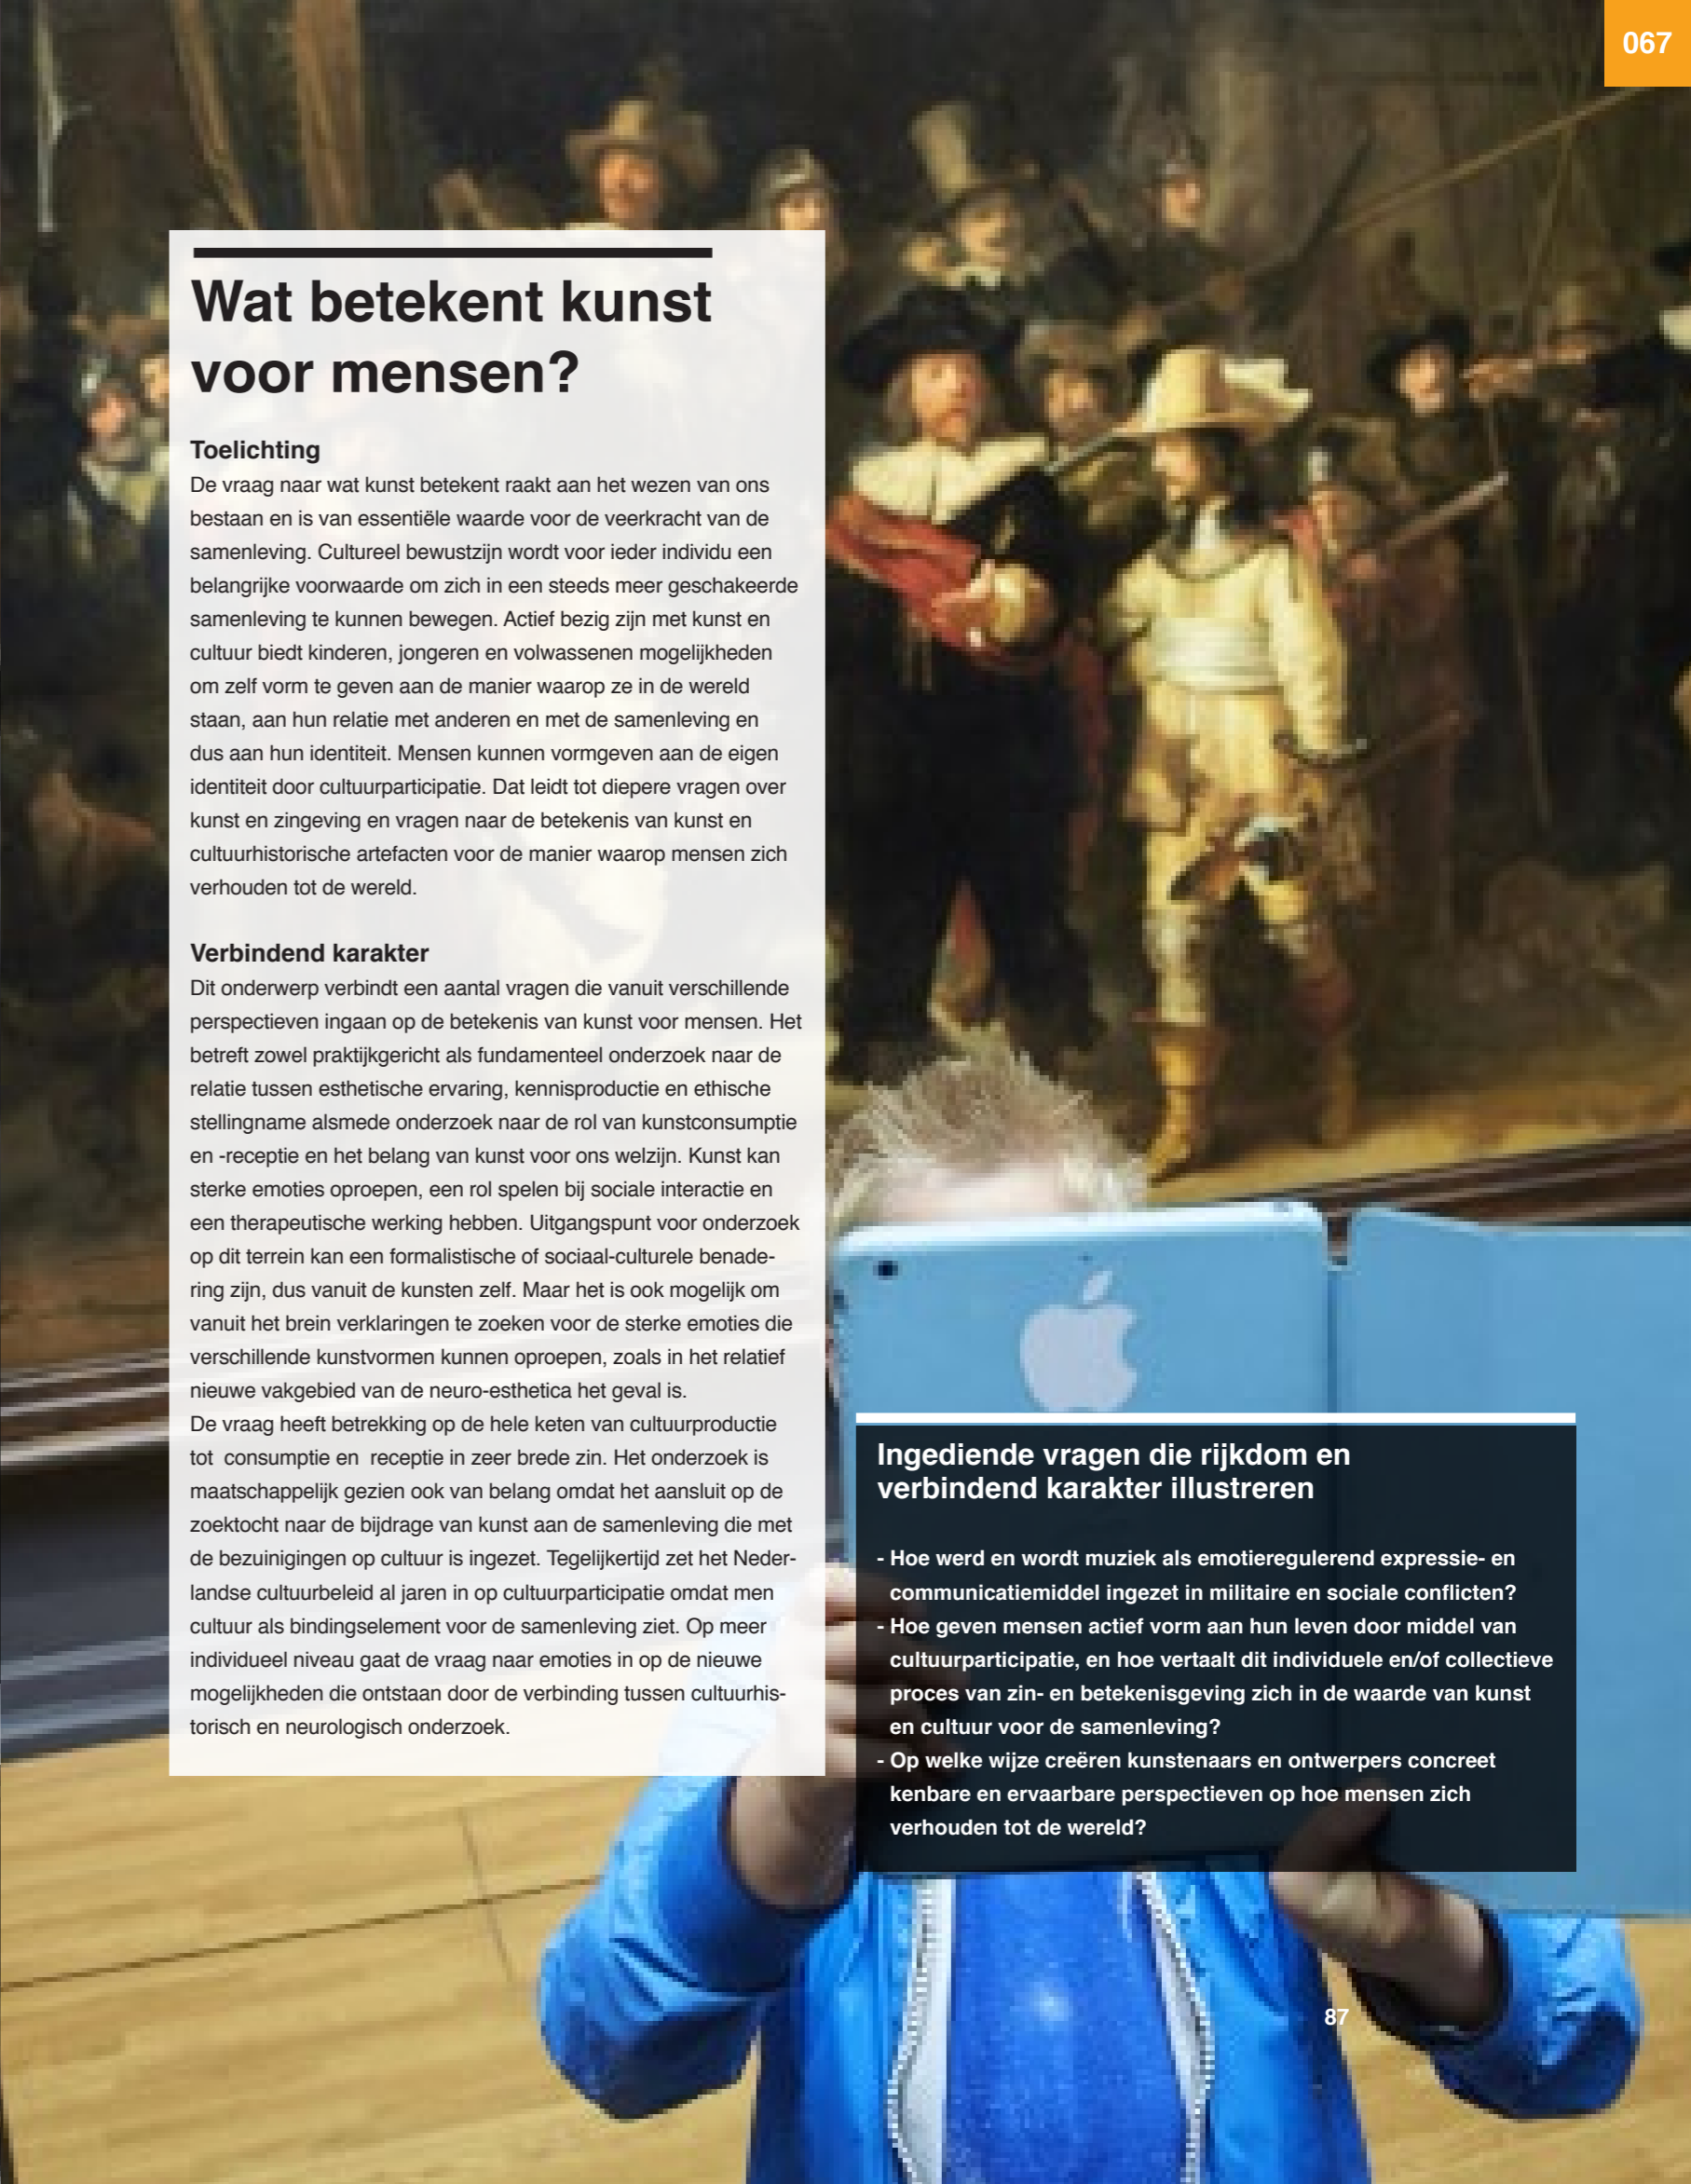 067
Wat betekent kunst
voor mensen?
Toelichting
De vraag naar wat kunst betekent raakt aan het wezen van ons
bestaan en is van essentiële waarde voor de veerkracht van de
samenleving. Cultureel bewustzijn wordt voor ieder individu een
belangrijke voorwaarde om zich in een steeds meer geschakeerde
samenleving te kunnen bewegen. Actief bezig zijn met kunst en
cultuur biedt kinderen, jongeren en volwassenen mogelijkheden
om zelf vorm te geven aan de manier waarop ze in de wereld
staan, aan hun relatie met anderen en met de samenleving en
dus aan hun identiteit. Mensen kunnen vormgeven aan de eigen
identiteit door cultuurparticipatie. Dat leidt tot diepere vragen over
kunst en zingeving en vragen naar de betekenis van kunst en
cultuurhistorische artefacten voor de manier waarop mensen zich
verhouden tot de wereld.
Verbindend karakter
Dit onderwerp verbindt een aantal vragen die vanuit verschillende
perspectieven ingaan op de betekenis van kunst voor mensen. Het
betreft zowel praktijkgericht als fundamenteel onderzoek naar de
relatie tussen esthetische ervaring, kennisproductie en ethische
stellingname alsmede onderzoek naar de rol van kunstconsumptie
en -receptie en het belang van kunst voor ons welzijn. Kunst kan
sterke emoties oproepen, een rol spelen bij sociale interactie en
een therapeutische werking hebben. Uitgangspunt voor onderzoek
op dit terrein kan een formalistische of sociaal-culturele benade-
ring zijn, dus vanuit de kunsten zelf. Maar het is ook mogelijk om
vanuit het brein verklaringen te zoeken voor de sterke emoties die
verschillende kunstvormen kunnen oproepen, zoals in het relatief
nieuwe vakgebied van de neuro-esthetica het geval is.
De vraag heeft betrekking op de hele keten van cultuurproductie
tot  consumptie en  receptie in zeer brede zin. Het onderzoek is
maatschappelijk gezien ook van belang omdat het aansluit op de
zoektocht naar de bijdrage van kunst aan de samenleving die met
de bezuinigingen op cultuur is ingezet. Tegelijkertijd zet het Neder-
landse cultuurbeleid al jaren in op cultuurparticipatie omdat men
cultuur als bindingselement voor de samenleving ziet. Op meer
individueel niveau gaat de vraag naar emoties in op de nieuwe
mogelijkheden die ontstaan door de verbinding tussen cultuurhis-
torisch en neurologisch onderzoek.
Ingediende vragen die rijkdom en
verbindend karakter illustreren
- Hoe werd en wordt muziek als emotieregulerend expressie- en
communicatiemiddel ingezet in militaire en sociale conflicten?
- Hoe geven mensen actief vorm aan hun leven door middel van
cultuurparticipatie, en hoe vertaalt dit individuele en/of collectieve
proces van zin- en betekenisgeving zich in de waarde van kunst
en cultuur voor de samenleving?
- Op welke wijze creëren kunstenaars en ontwerpers concreet
kenbare en ervaarbare perspectieven op hoe mensen zich
verhouden tot de wereld?
87